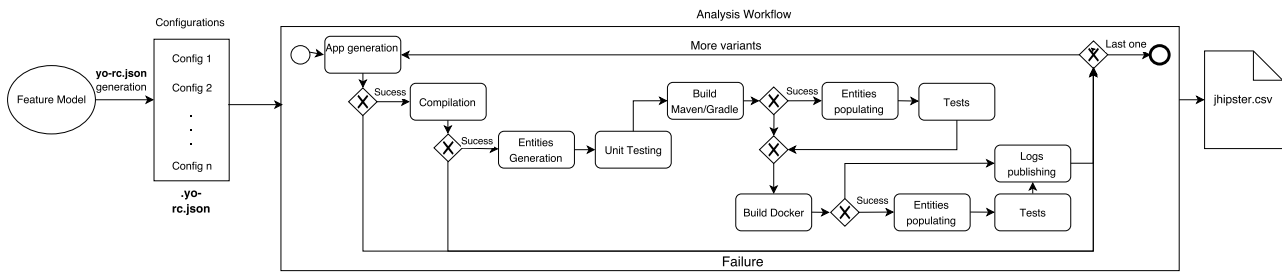 Analysis Workflow
Configurations
Feature Model
yo-rc.json
generation
Config 1
Config 2
.
.
.
Config n
.yo-
rc.json
App generation
More variants
Last one
Sucess
Compilation
Sucess
Entities
Generation
Unit Testing
Build
Maven/Gradle
Sucess
Entities
populating
Tests
Build Docker
Sucess
Entities
populating
Tests
Logs
publishing
Failure
jhipster.csv